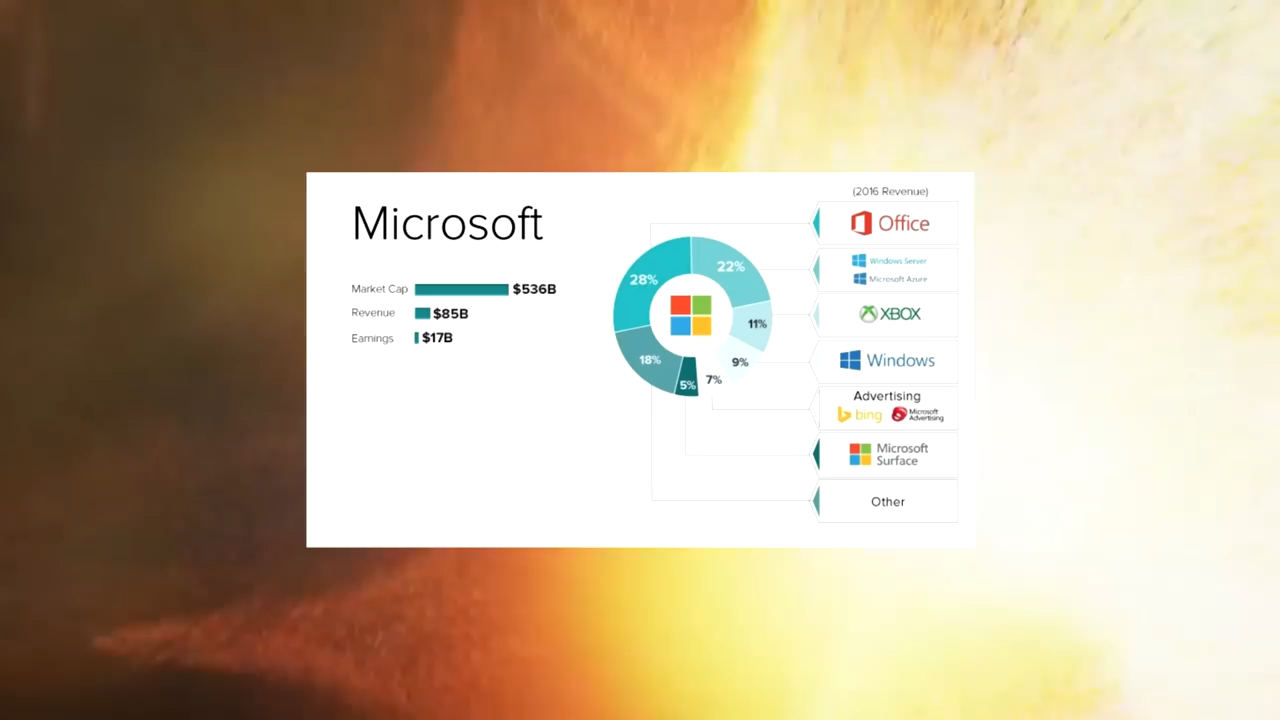 Microsoft
Market Cap $536B
Revenue $85B
Earnings $17B
28%
22%
11%
9%
7%
5%
18%
(2016 Revenue)
Office
Windows Server
Microsoft Azure
XBOX
Windows
Advertising
bing
Microsoft
Advertising
Microsoft
Surface
Other